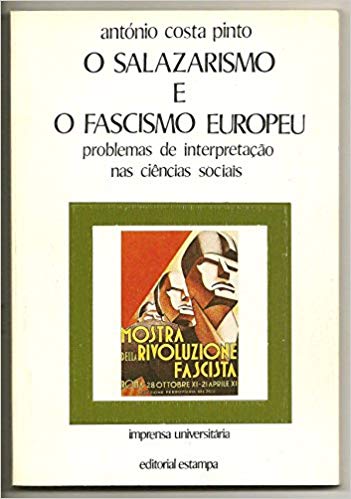 antónio costa pinto
O SALAZARISMO
E
O FASCISMO EUROPEU
problemas de interpretação
nas ciências sociais
MOSTRA
DELLA RIVOLUZIONE
FASCISTA
ROMA-28 OTTOBRE XI-21 APRILE XI
imprensa universitária
editorial estampa